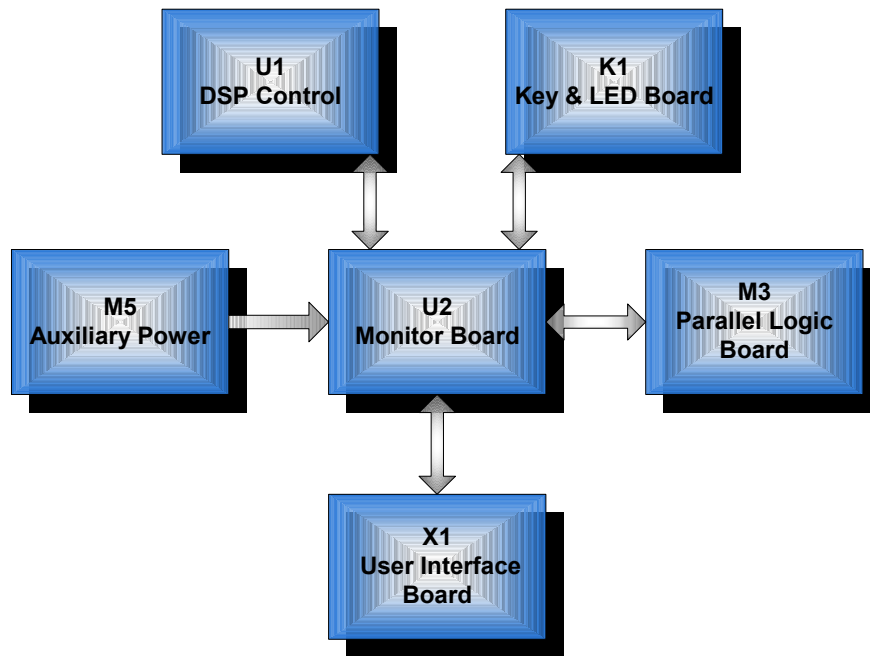 U1
DSP Control
K1
Key & LED Board
M5
Auxiliary Power
U2
Monitor Board
M3
Parallel Logic
Board
X1
User Interface
Board